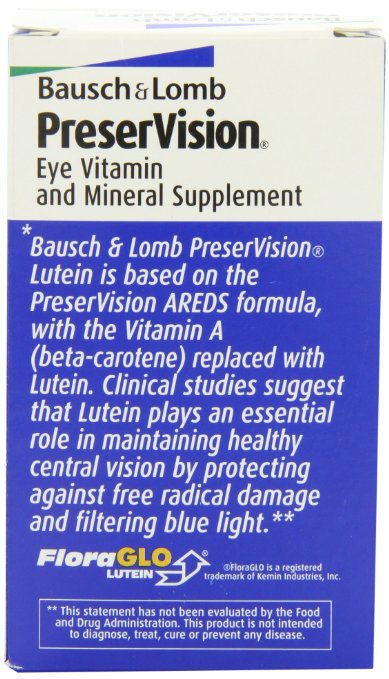 Bausch & Lomb
Bausch & Lomb
PreserVision®
Eye Vitamin
and Mineral Supplement
*Bausch & Lomb PreserVision®
Lutein is based on the
PreserVision AREDS formula,
with the Vitamin A
(beta-carotene) replaced with
Lutein. Clinical studies suggest
that Lutein plays an essential
role in maintaining healthy
central vision by protecting
against free radical damage
and filtering blue light.**
FloraGLO®
LUTEIN
®FloraGLO is a registered
trademark of Kemin Industries, Inc.
** This statement has not been evaluated by the Food
and Drug Administration. This product is not intended
to diagnose, treat, cure or prevent any disease.